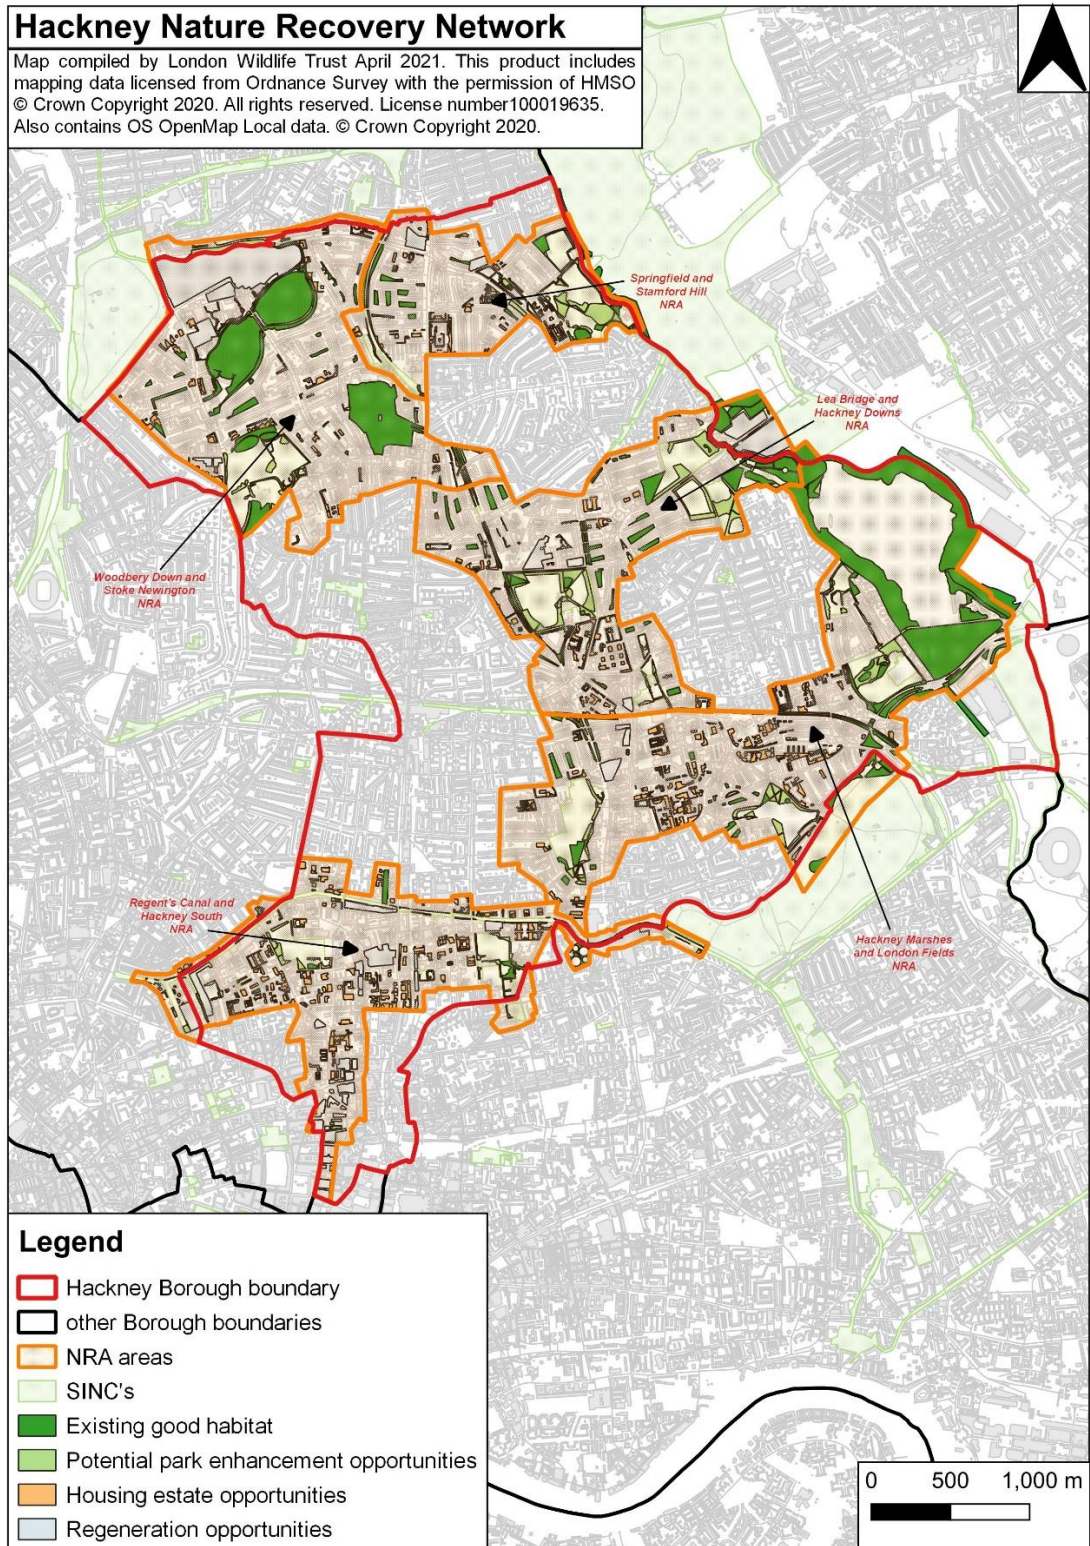 Hackney Nature Recovery Network
Map compiled by London Wildlife Trust April 2021. This product includes
mapping data licensed from Ordnance Survey with the permission of HMSO
© Crown Copyright 2020. All rights reserved. License number100019635.
Also contains OS OpenMap Local data. © Crown Copyright 2020.
Springfield and
Stamford Hill
NRA
Lea Bridge and
Hackney Downs
NRA
Woodbery Down and
Stoke Newington
NRA
Regent's Canal and
Hackney South
NRA
Hackney Marshes
and London Fields
NRA
Legend
Hackney Borough boundary
other Borough boundaries
NRA areas
SINC's
Existing good habitat
Potential park enhancement opportunities
Housing estate opportunities
Regeneration opportunities
0 500 1,000 m